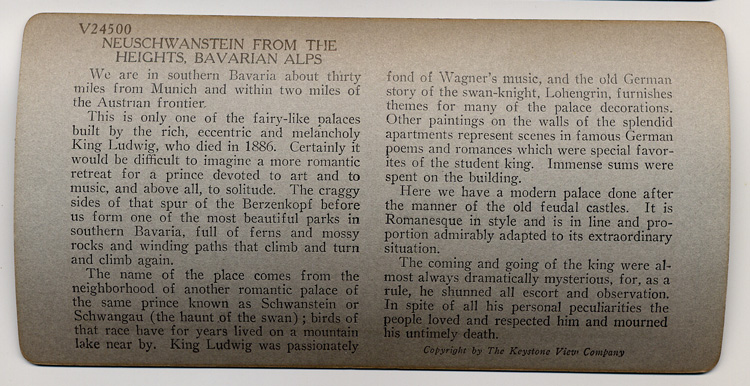 V24500
NEUSCHWANSTEIN FROM THE
HEIGHTS, BAVARIAN ALPS
We are in southern Bavaria about thirty
miles from Munich and within two miles of
the Austrian frontier.
This is only one of the fairy-like palaces
built by the rich, eccentric and melancholy
King Ludwig, who died in 1886. Certainly it
would be difficult to imagine a more romantic
retreat for a prince devoted to art and to
music, and above all, to solitude. The craggy
sides of that spur of the Berzenkopf before
us form one of the most beautiful parks in
southern Bavaria, full of ferns and mossy
rocks and winding paths that climb and turn
and climb again.
The name of the place comes from the
neighborhood of another romantic palace of
the same prince known as Schwanstein or
Schwangau (the haunt of the swan); birds of
that race have for years lived on a mountain
lake near by. King Ludwig was passionately
fond of Wagner's music, and the old German
story of the swan-knight, Lohengrin, furnishes
themes for many of the palace decorations.
Other paintings on the walls of the splendid
apartments represent scenes in famous German
poems and romances which were special favor-
ites of the student king. Immense sums were
spent on the building.
Here we have a modern palace done after
the manner of the old feudal castles. It is
Romanesque in style and is in line and pro-
portion admirably adapted to its extraordinary
situation.
The coming and going of the king were al-
most always dramatically mysterious, for, as a
rule, he shunned all escort and observation.
In spite of all his personal peculiarities the
people loved and respected him and mourned
his untimely death.
Copyright by The Keystone View Company